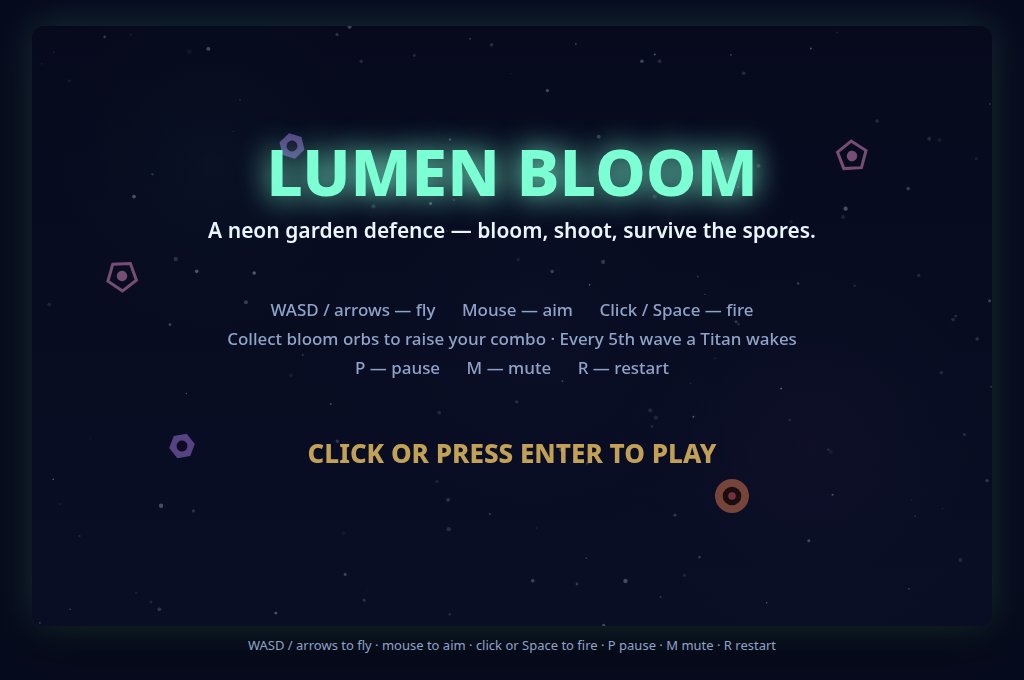 LUMEN BLOOM
A neon garden defence — bloom, shoot, survive the spores.
WASD / arrows — fly Mouse — aim Click / Space — fire
Collect bloom orbs to raise your combo · Every 5th wave a Titan wakes
P — pause M — mute R — restart
CLICK OR PRESS ENTER TO PLAY
WASD / arrows to fly · mouse to aim · click or Space to fire · P pause · M mute · R restart